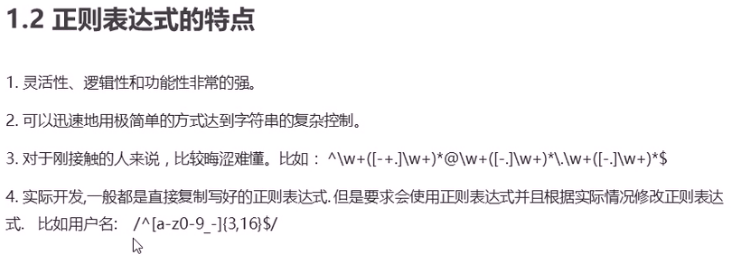 1.2 正则表达式的特点
1. 灵活性、逻辑性和功能性非常的强。
2. 可以迅速地用极简单的方式达到字符串的复杂控制。
3. 对于刚接触的人来说，比较晦涩难懂。比如：^\w+([-+.]\w+)*@\w+([-.]\w+)*\.\w+([-.]\w+)*$
4. 实际开发,一般都是直接复制写好的正则表达式. 但是要求会使用正则表达式并且根据实际情况修改正则表达
式. 比如用户名: /^[a-z0-9_-]{3,16}$/